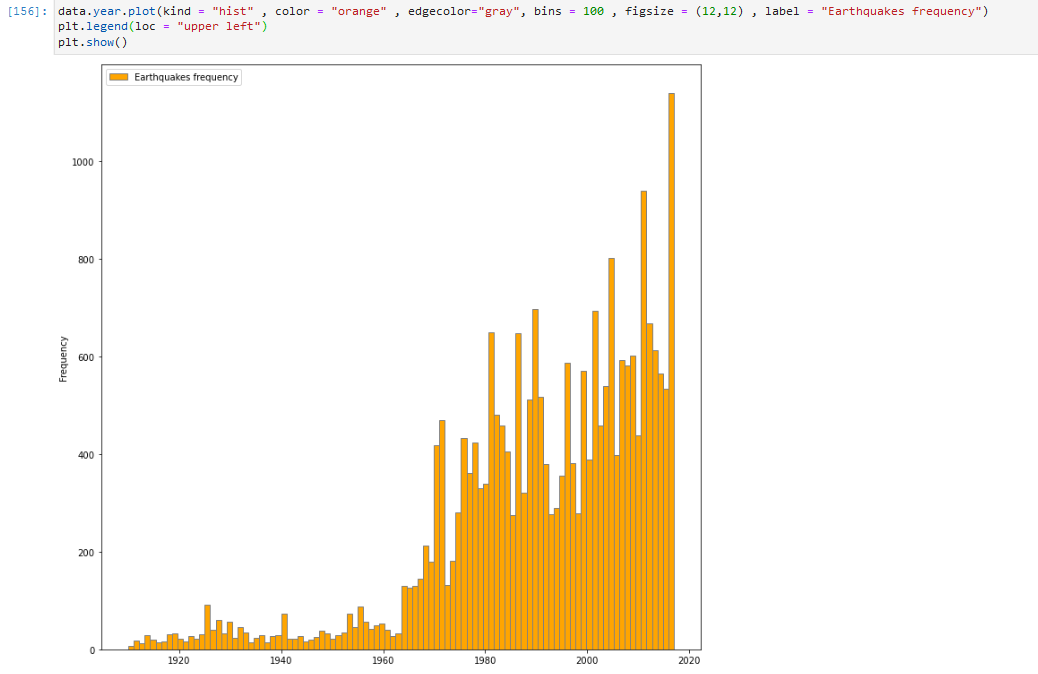 [156]: data.year.plot(kind = "hist" , color = "orange" , edgecolor="gray", bins = 100 , figsize = (12,12) , label = "Earthquakes frequency")
plt.legend(loc = "upper left")
plt.show()
Earthquakes frequency
1000
800
600
Frequency
400
200
0
1920 1940 1960 1980 2000 2020